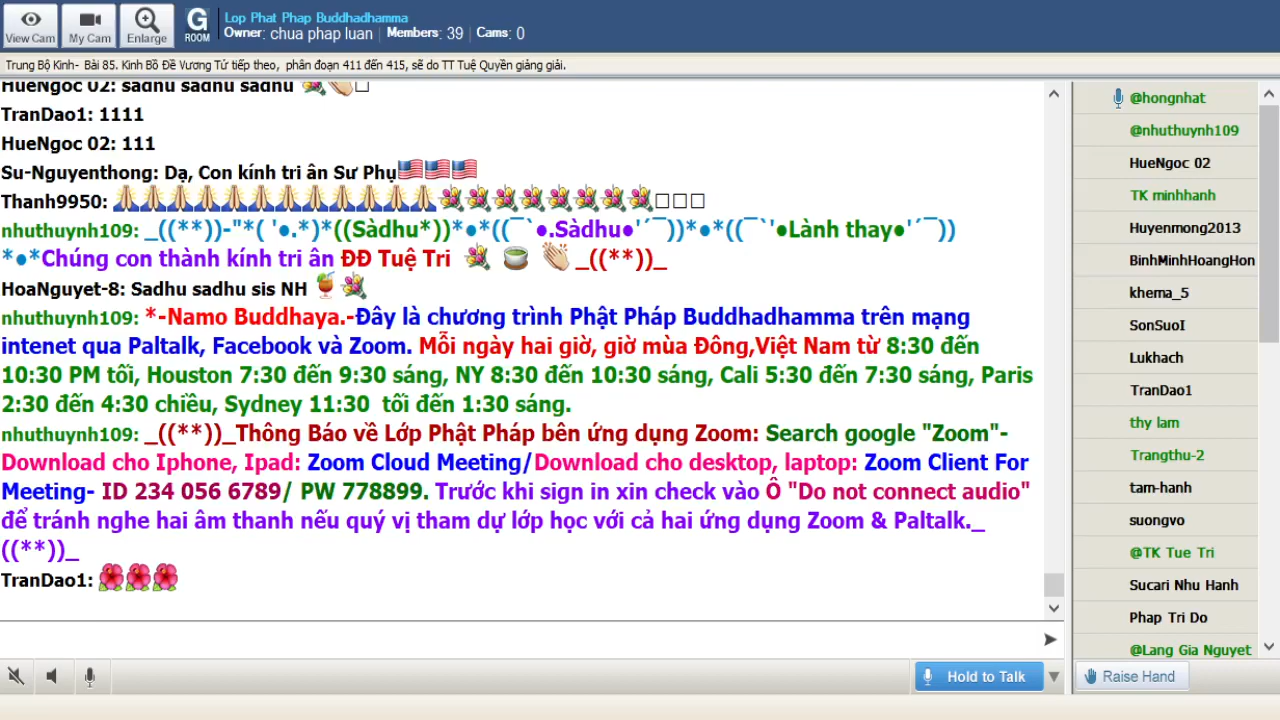 Lop Phat Phap Buddhadhamma
View Cam My Cam Enlarge G ROOM Owner: chua phap luan Members: 39 Cams: 0
Trung Bộ Kinh- Bài 85. Kinh Bồ Đề Vương Tử tiếp theo, phân đoạn 411 đến 415, sẽ do TT Tuệ Quyền giảng giải.
HueNgoc 02: sadhu sadhu sadhu 💐👏□
TranDao1: 1111
HueNgoc 02: 111
Su-Nguyenthong: Dạ, Con kính tri ân Sư Phụ🇺🇸🇺🇸🇺🇸
Thanh9950: 🙏🙏🙏🙏🙏🙏🙏🙏🙏🙏🙏🙏💐💐💐💐💐💐💐💐□□□
nhuthuynh109: _((**))-"*( '●.*)*((Sàdhu*))*●*((¯`●.Sàdhu●'´¯))*●*((¯`'●Lành thay●'´¯))
*●*Chúng con thành kính tri ân ĐĐ Tuệ Tri 💐 🍵 👏 _((**))_
HoaNguyet-8: Sadhu sadhu sis NH 🍹💐
nhuthuynh109: *-Namo Buddhaya.-Đây là chương trình Phật Pháp Buddhadhamma trên mạng
intenet qua Paltalk, Facebook và Zoom. Mỗi ngày hai giờ, giờ mùa Đông,Việt Nam từ 8:30 đến
10:30 PM tối, Houston 7:30 đến 9:30 sáng, NY 8:30 đến 10:30 sáng, Cali 5:30 đến 7:30 sáng, Paris
2:30 đến 4:30 chiều, Sydney 11:30 tối đến 1:30 sáng.
nhuthuynh109: _((**))_Thông Báo về Lớp Phật Pháp bên ứng dụng Zoom: Search google "Zoom"-
Download cho Iphone, Ipad: Zoom Cloud Meeting/Download cho desktop, laptop: Zoom Client For
Meeting- ID 234 056 6789/ PW 778899. Trước khi sign in xin check vào Ô "Do not connect audio"
để tránh nghe hai âm thanh nếu quý vị tham dự lớp học với cả hai ứng dụng Zoom & Paltalk._
((**))_
TranDao1: 🌺🌺🌺
Hold to Talk
@hongnhat
@nhuthuynh109
HueNgoc 02
TK minhhanh
Huyenmong2013
BinhMinhHoangHon
khema_5
SonSuoI
Lukhach
TranDao1
thy lam
Trangthu-2
tam-hanh
suongvo
@TK Tue Tri
Sucari Nhu Hanh
Phap Tri Do
@Lang Gia Nguyet
Raise Hand